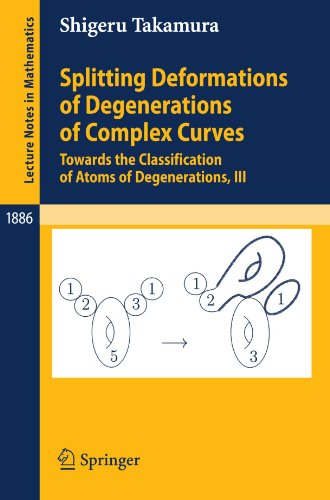 Lecture Notes in Mathematics
1886
Shigeru Takamura
Splitting Deformations
of Degenerations
of Complex Curves
Towards the Classification
of Atoms of Degenerations, III
1 1
2 3
5
→
1 2
1
3
Springer